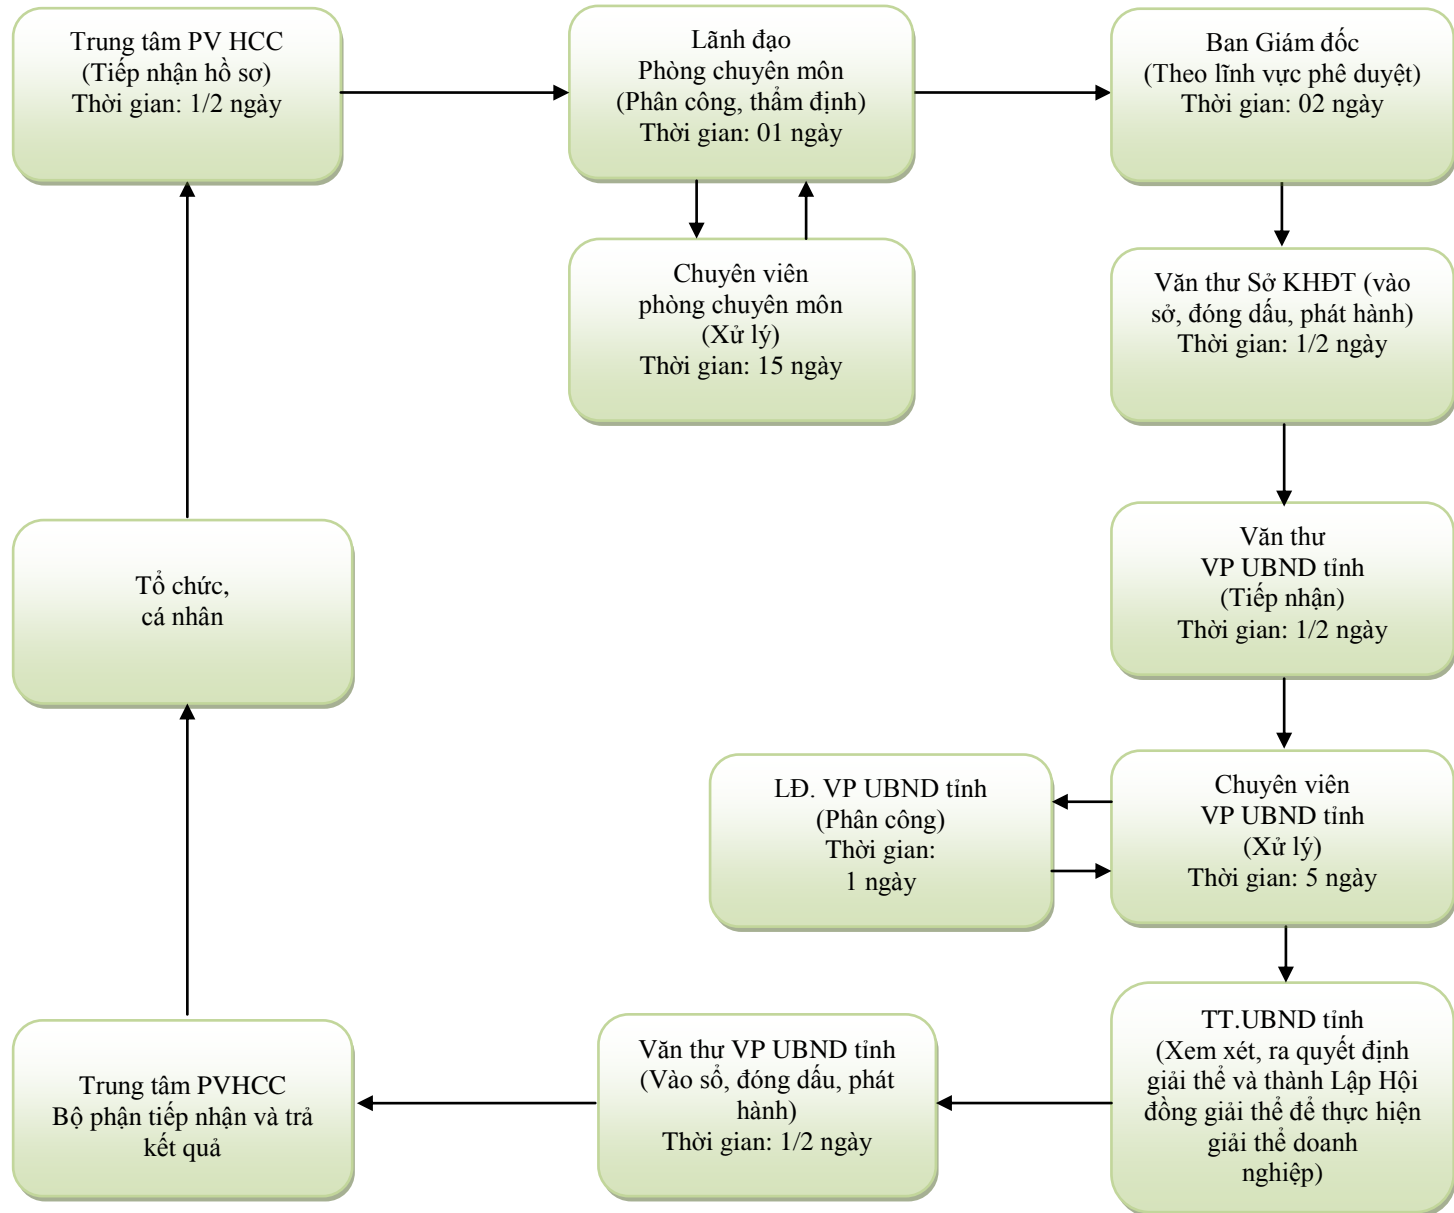 Trung tâm PV HCC
(Tiếp nhận hồ sơ)
Thời gian: 1/2 ngày
Lãnh đạo
Phòng chuyên môn
(Phân công, thẩm định)
Thời gian: 01 ngày
Ban Giám đốc
(Theo lĩnh vực phê duyệt)
Thời gian: 02 ngày
Chuyên viên
phòng chuyên môn
(Xử lý)
Thời gian: 15 ngày
Văn thư Sở KHĐT (vào
sở, đóng dấu, phát hành)
Thời gian: 1/2 ngày
Văn thư
VP UBND tỉnh
(Tiếp nhận)
Thời gian: 1/2 ngày
Tổ chức,
cá nhân
LĐ. VP UBND tỉnh
(Phân công)
Thời gian:
1 ngày
Chuyên viên
VP UBND tỉnh
(Xử lý)
Thời gian: 5 ngày
TT.UBND tỉnh
(Xem xét, ra quyết định
giải thể và thành Lập Hội
đồng giải thể để thực hiện
giải thể doanh
nghiệp)
Văn thư VP UBND tỉnh
(Vào sổ, đóng dấu, phát
hành)
Thời gian: 1/2 ngày
Trung tâm PVHCC
Bộ phận tiếp nhận và trả
kết quả